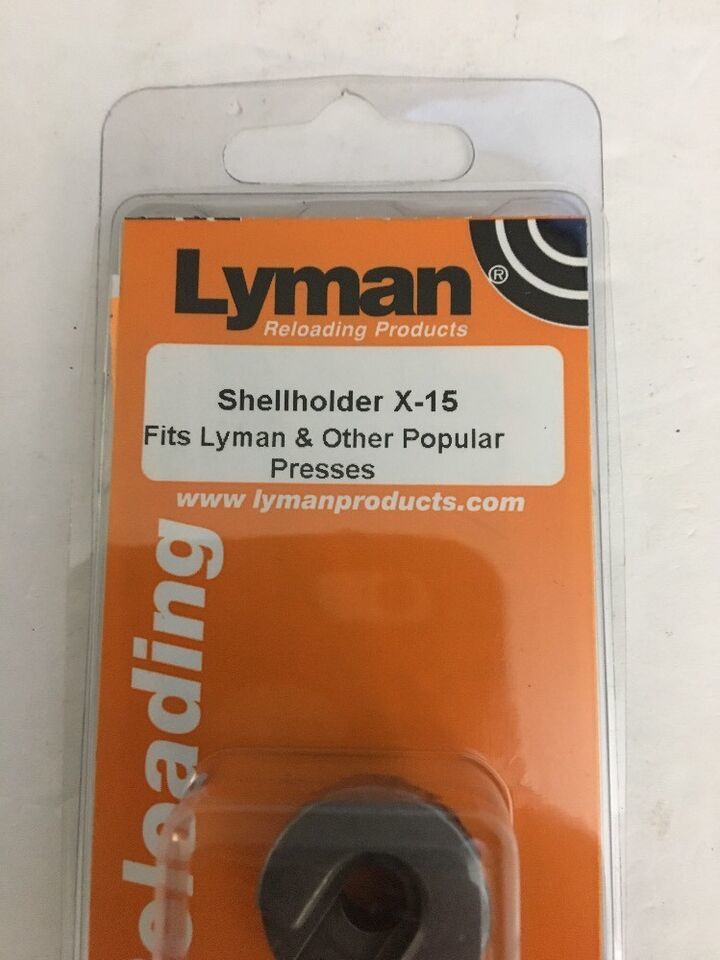 Lyman®
Reloading Products
Shellholder X-15
Fits Lyman & Other Popular
Presses
www.lymanproducts.com
eloading